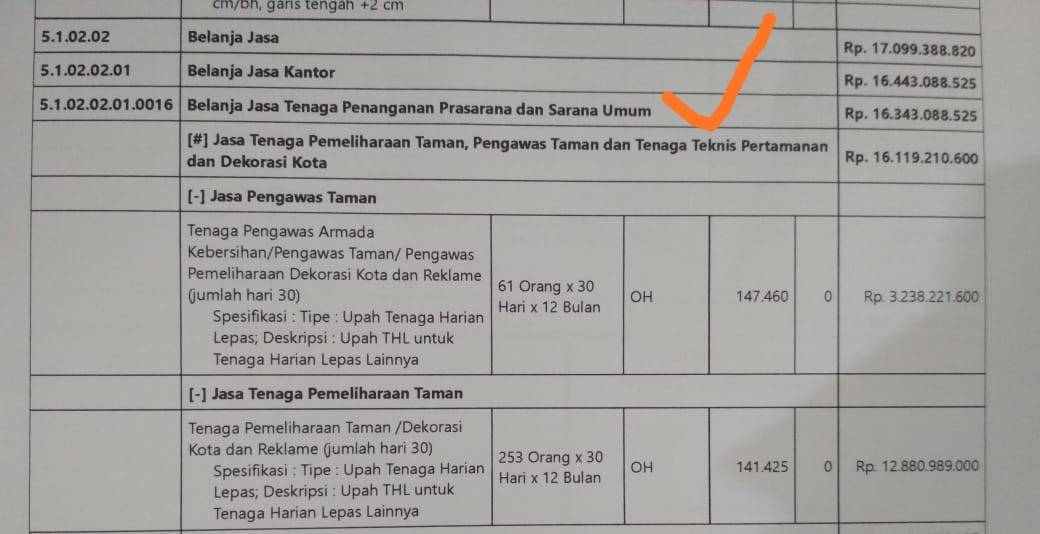 cm/bh, garis tengah +2 cm
5.1.02.02 Belanja Jasa Rp. 17.099.388.820
5.1.02.02.01 Belanja Jasa Kantor Rp. 16.443.088.525
5.1.02.02.01.0016 Belanja Jasa Tenaga Penanganan Prasarana dan Sarana Umum Rp. 16.343.088.525
[#] Jasa Tenaga Pemeliharaan Taman, Pengawas Taman dan Tenaga Teknis Pertamanan
dan Dekorasi Kota Rp. 16.119.210.600
[-] Jasa Pengawas Taman
Tenaga Pengawas Armada
Kebersihan/Pengawas Taman/ Pengawas
Pemeliharaan Dekorasi Kota dan Reklame
(jumlah hari 30)
Spesifikasi : Tipe : Upah Tenaga Harian
Lepas; Deskripsi : Upah THL untuk
Tenaga Harian Lepas Lainnya
61 Orang x 30
Hari x 12 Bulan
OH 147.460 0 Rp. 3.238.221.600
[-] Jasa Tenaga Pemeliharaan Taman
Tenaga Pemeliharaan Taman /Dekorasi
Kota dan Reklame (jumlah hari 30)
Spesifikasi : Tipe : Upah Tenaga Harian
Lepas; Deskripsi : Upah THL untuk
Tenaga Harian Lepas Lainnya
253 Orang x 30
Hari x 12 Bulan
OH 141.425 0 Rp. 12.880.989.000